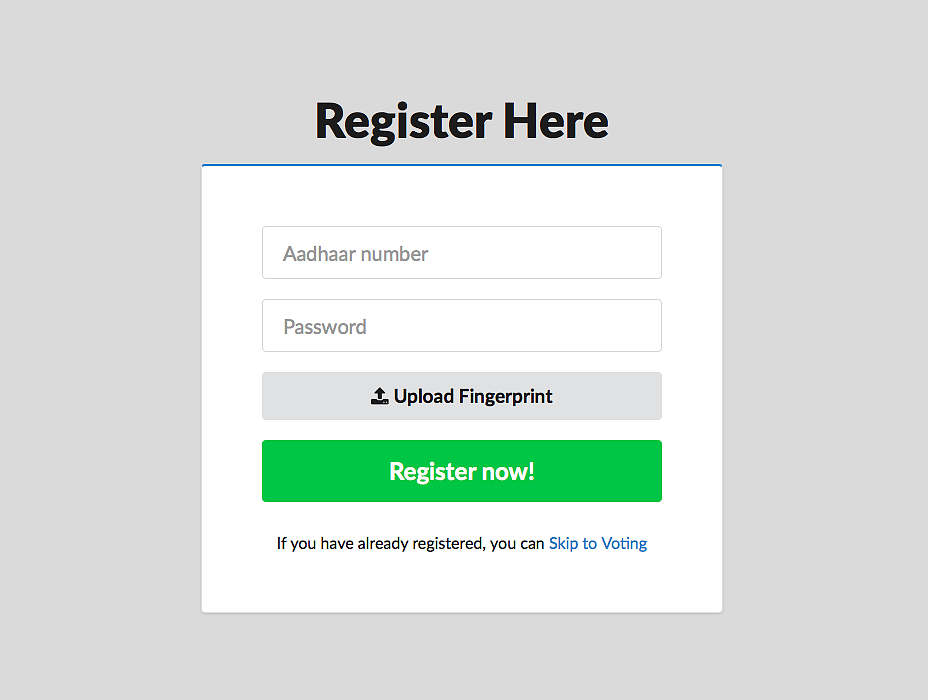 Register Here
Aadhaar number
Password
Upload Fingerprint
Register now!
If you have already registered, you can Skip to Voting